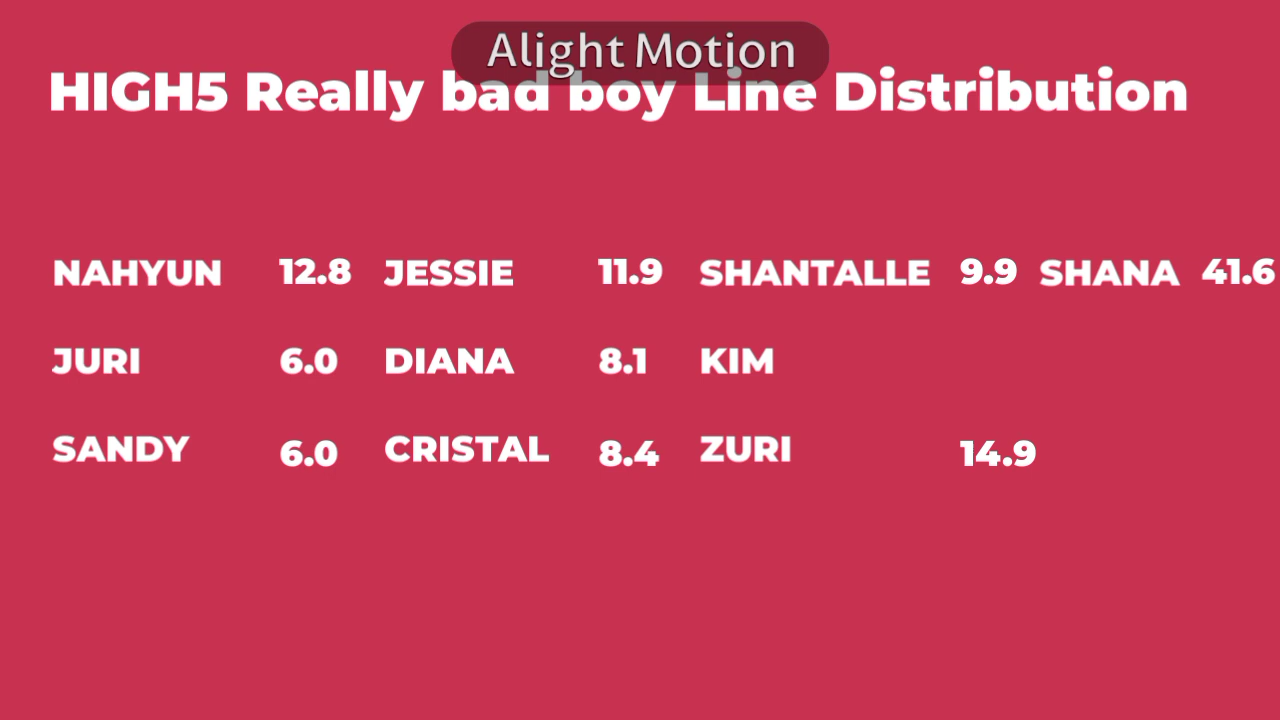 Alight Motion
HIGH5 Really bad boy Line Distribution
NAHYUN 12.8 JESSIE 11.9 SHANTALLE 9.9 SHANA 41.6
JURI 6.0 DIANA 8.1 KIM
SANDY 6.0 CRISTAL 8.4 ZURI 14.9